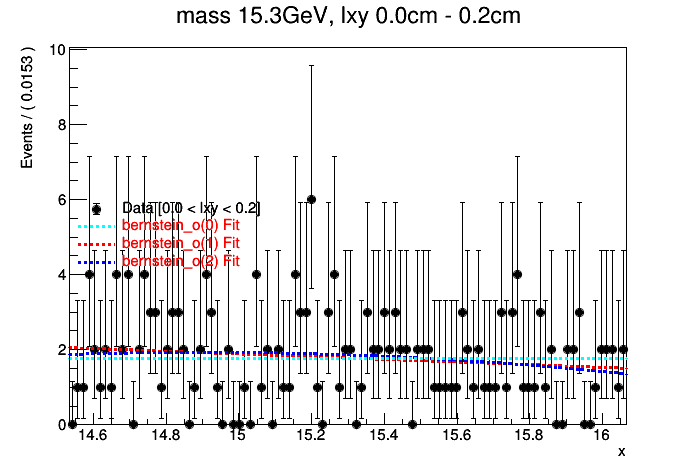 mass 15.3GeV, lxy 0.0cm - 0.2cm
Events / ( 0.0153 )
10
8
6
4
2
0
Data [0.0 < lxy < 0.2]
bernstein_o(0) Fit
bernstein_o(1) Fit
bernstein_o(2) Fit
14.6 14.8 15 15.2 15.4 15.6 15.8 16
x